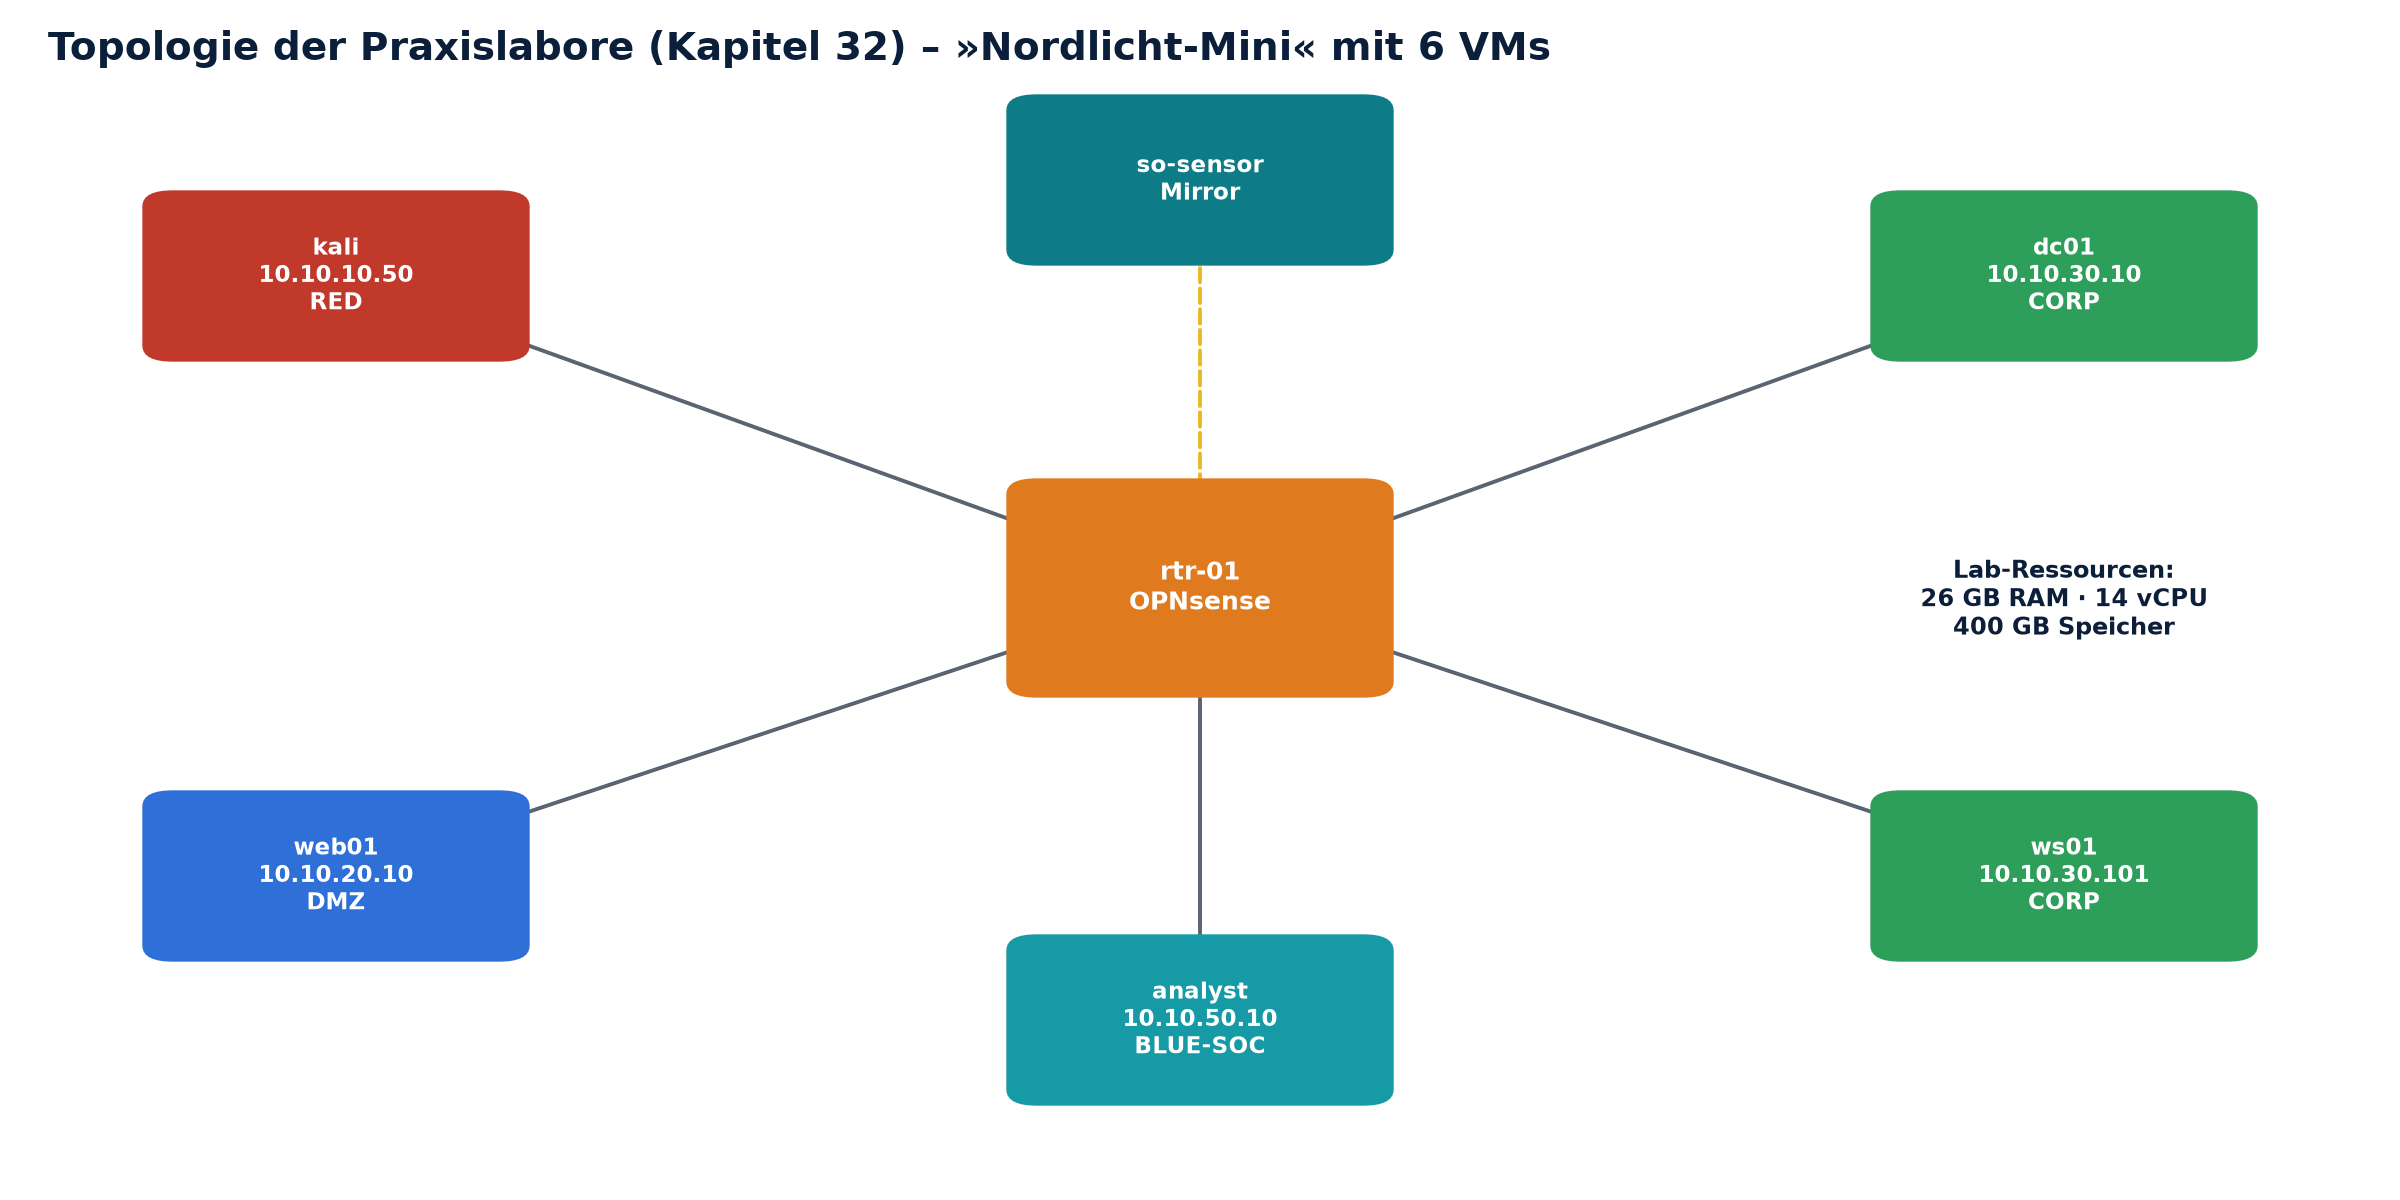 Topologie der Praxislabore (Kapitel 32) – »Nordlicht-Mini« mit 6 VMs
so-sensor
Mirror
kali
10.10.10.50
RED
dc01
10.10.30.10
CORP
rtr-01
OPNsense
Lab-Ressourcen:
26 GB RAM · 14 vCPU
400 GB Speicher
web01
10.10.20.10
DMZ
ws01
10.10.30.101
CORP
analyst
10.10.50.10
BLUE-SOC